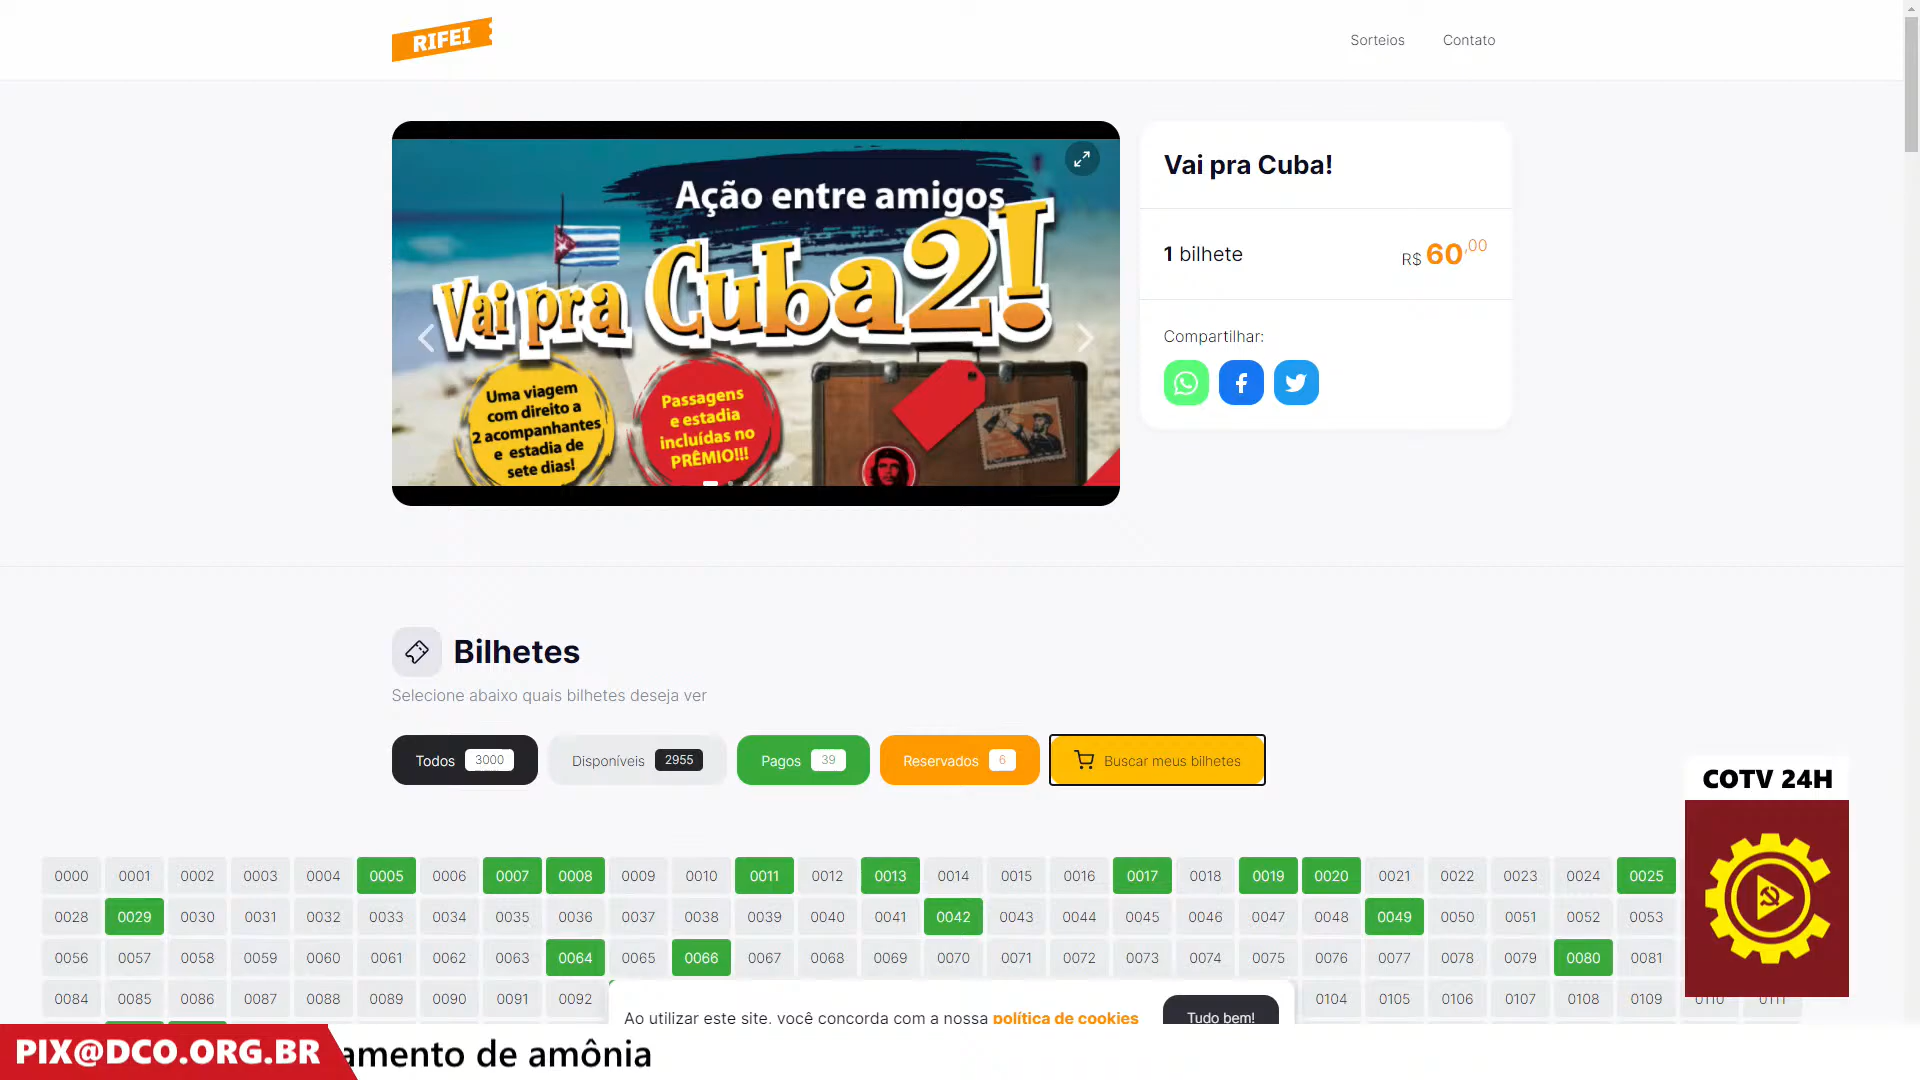 RIFEI
Sorteios
Contato
Ação entre amigos
Vai pra Cuba 2!
Uma viagem
com direito a
2 acompanhantes
e estadia de
sete dias!
Passagens
e estadia
incluídas no
PRÊMIO!!!
Vai pra Cuba!
1 bilhete
R$ 60,00
Compartilhar:
Bilhetes
Selecione abaixo quais bilhetes deseja ver
Todos 3000
Disponíveis 2955
Pagos 39
Reservados 6
Buscar meus bilhetes
COTV 24H
0000 0001 0002 0003 0004 0005 0006 0007 0008 0009 0010 0011 0012 0013 0014 0015 0016 0017 0018 0019 0020 0021 0022 0023 0024 0025
0028 0029 0030 0031 0032 0033 0034 0035 0036 0037 0038 0039 0040 0041 0042 0043 0044 0045 0046 0047 0048 0049 0050 0051 0052 0053
0056 0057 0058 0059 0060 0061 0062 0063 0064 0065 0066 0067 0068 0069 0070 0071 0072 0073 0074 0075 0076 0077 0078 0079 0080 0081
0084 0085 0086 0087 0088 0089 0090 0091 0092 0104 0105 0106 0107 0108 0109 0110 0111
Ao utilizar este site, você concorda com a nossa política de cookies
Tudo bem!
PIX@DCO.ORG.BR
amento de amônia